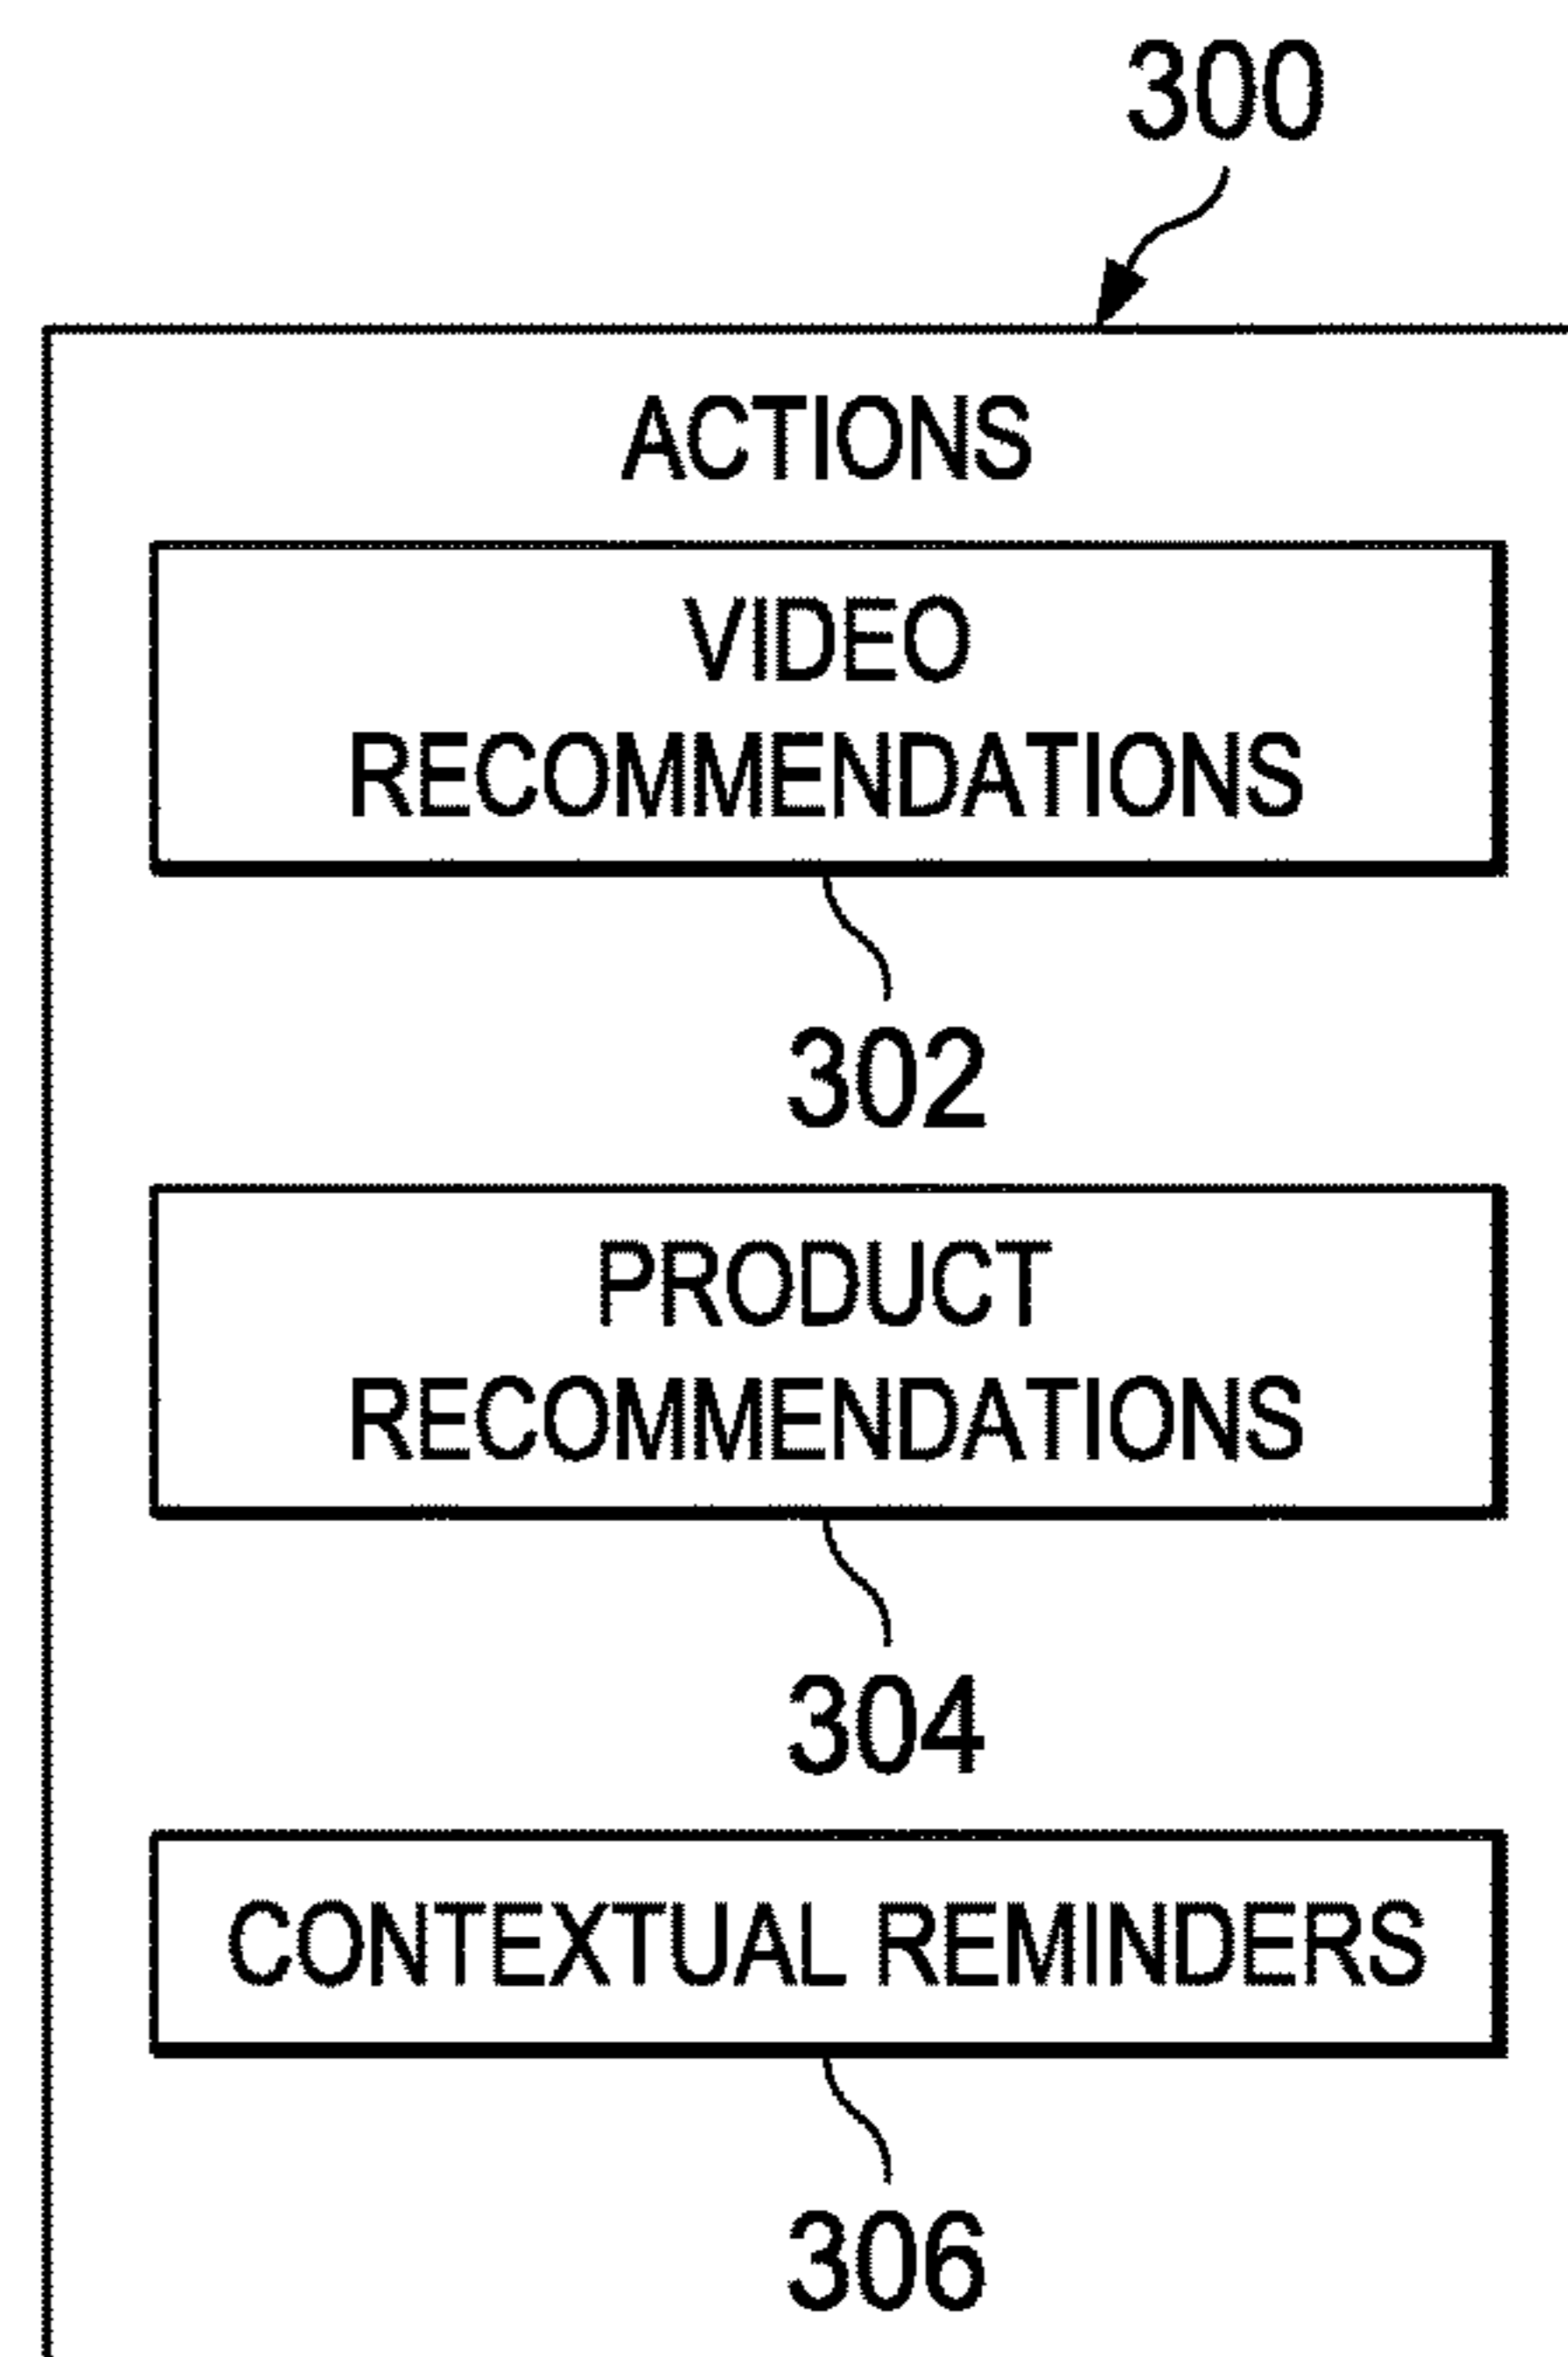 300
ACTIONS
VIDEO
RECOMMENDATIONS
302
PRODUCT
RECOMMENDATIONS
304
CONTEXTUAL REMINDERS
306